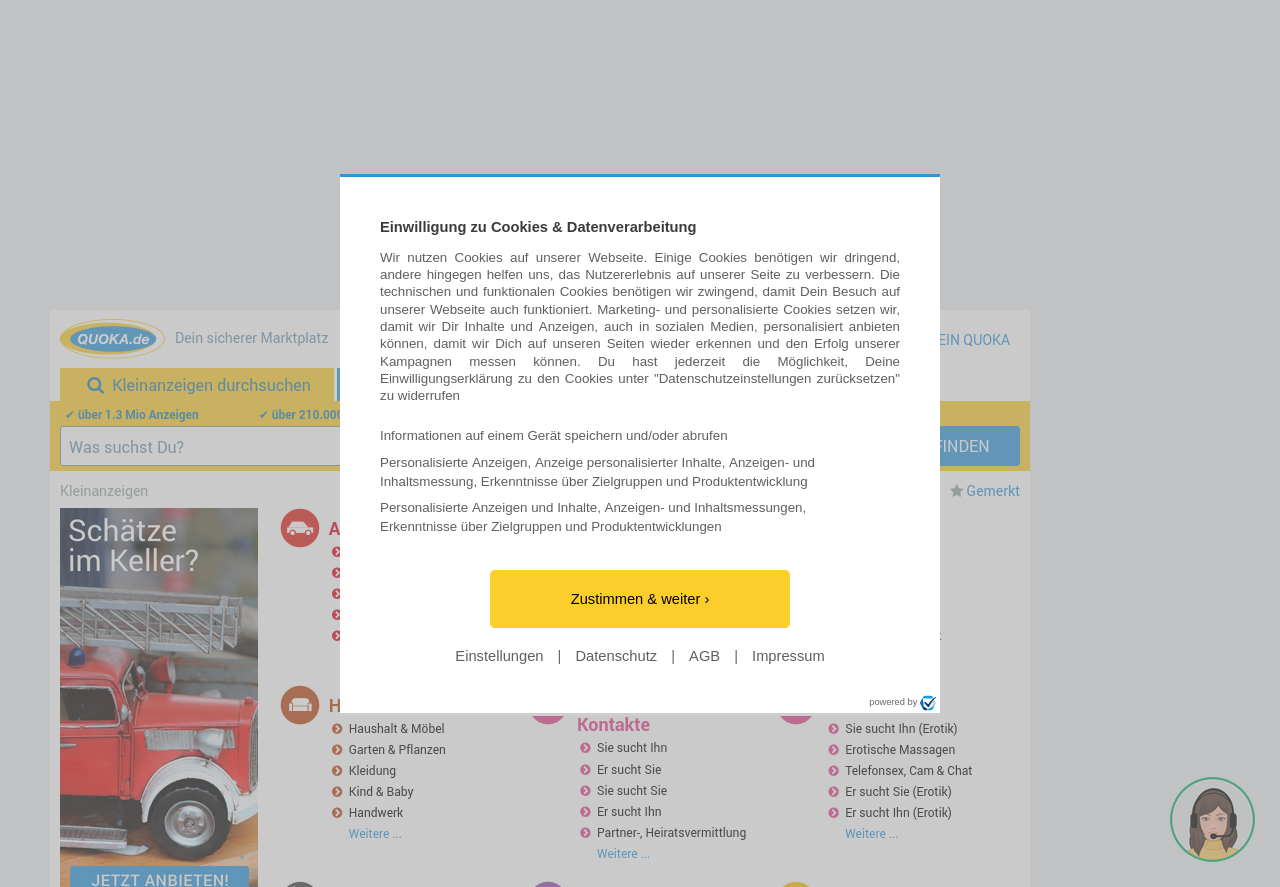 Einwilligung zu Cookies & Datenverarbeitung
Wir nutzen Cookies auf unserer Webseite. Einige Cookies benötigen wir dringend,
andere hingegen helfen uns, das Nutzererlebnis auf unserer Seite zu verbessern. Die
technischen und funktionalen Cookies benötigen wir zwingend, damit Dein Besuch auf
unserer Webseite auch funktioniert. Marketing- und personalisierte Cookies setzen wir,
damit wir Dir Inhalte und Anzeigen, auch in sozialen Medien, personalisiert anbieten
können, damit wir Dich auf unseren Seiten wieder erkennen und den Erfolg unserer
Kampagnen messen können. Du hast jederzeit die Möglichkeit, Deine
Einwilligungserklärung zu den Cookies unter "Datenschutzeinstellungen zurücksetzen"
zu widerrufen
Informationen auf einem Gerät speichern und/oder abrufen
Personalisierte Anzeigen, Anzeige personalisierter Inhalte, Anzeigen- und
Inhaltsmessung, Erkenntnisse über Zielgruppen und Produktentwicklung
Personalisierte Anzeigen und Inhalte, Anzeigen- und Inhaltsmessungen,
Erkenntnisse über Zielgruppen und Produktentwicklungen
Zustimmen & weiter ›
Einstellungen | Datenschutz | AGB | Impressum
powered by
QUOKA.de
Dein sicherer Marktplatz
EIN QUOKA
Kleinanzeigen durchsuchen
✔ über 1.3 Mio Anzeigen ✔ über 210.000
Was suchst Du?
FINDEN
Kleinanzeigen
Gemerkt
Schätze
im Keller?
JETZT ANBIETEN!
A
H
Haushalt & Möbel
Garten & Pflanzen
Kleidung
Kind & Baby
Handwerk
Weitere ...
Kontakte
Sie sucht Ihn
Er sucht Sie
Sie sucht Sie
Er sucht Ihn
Partner-, Heiratsvermittlung
Weitere ...
Sie sucht Ihn (Erotik)
Erotische Massagen
Telefonsex, Cam & Chat
Er sucht Sie (Erotik)
Er sucht Ihn (Erotik)
Weitere ...